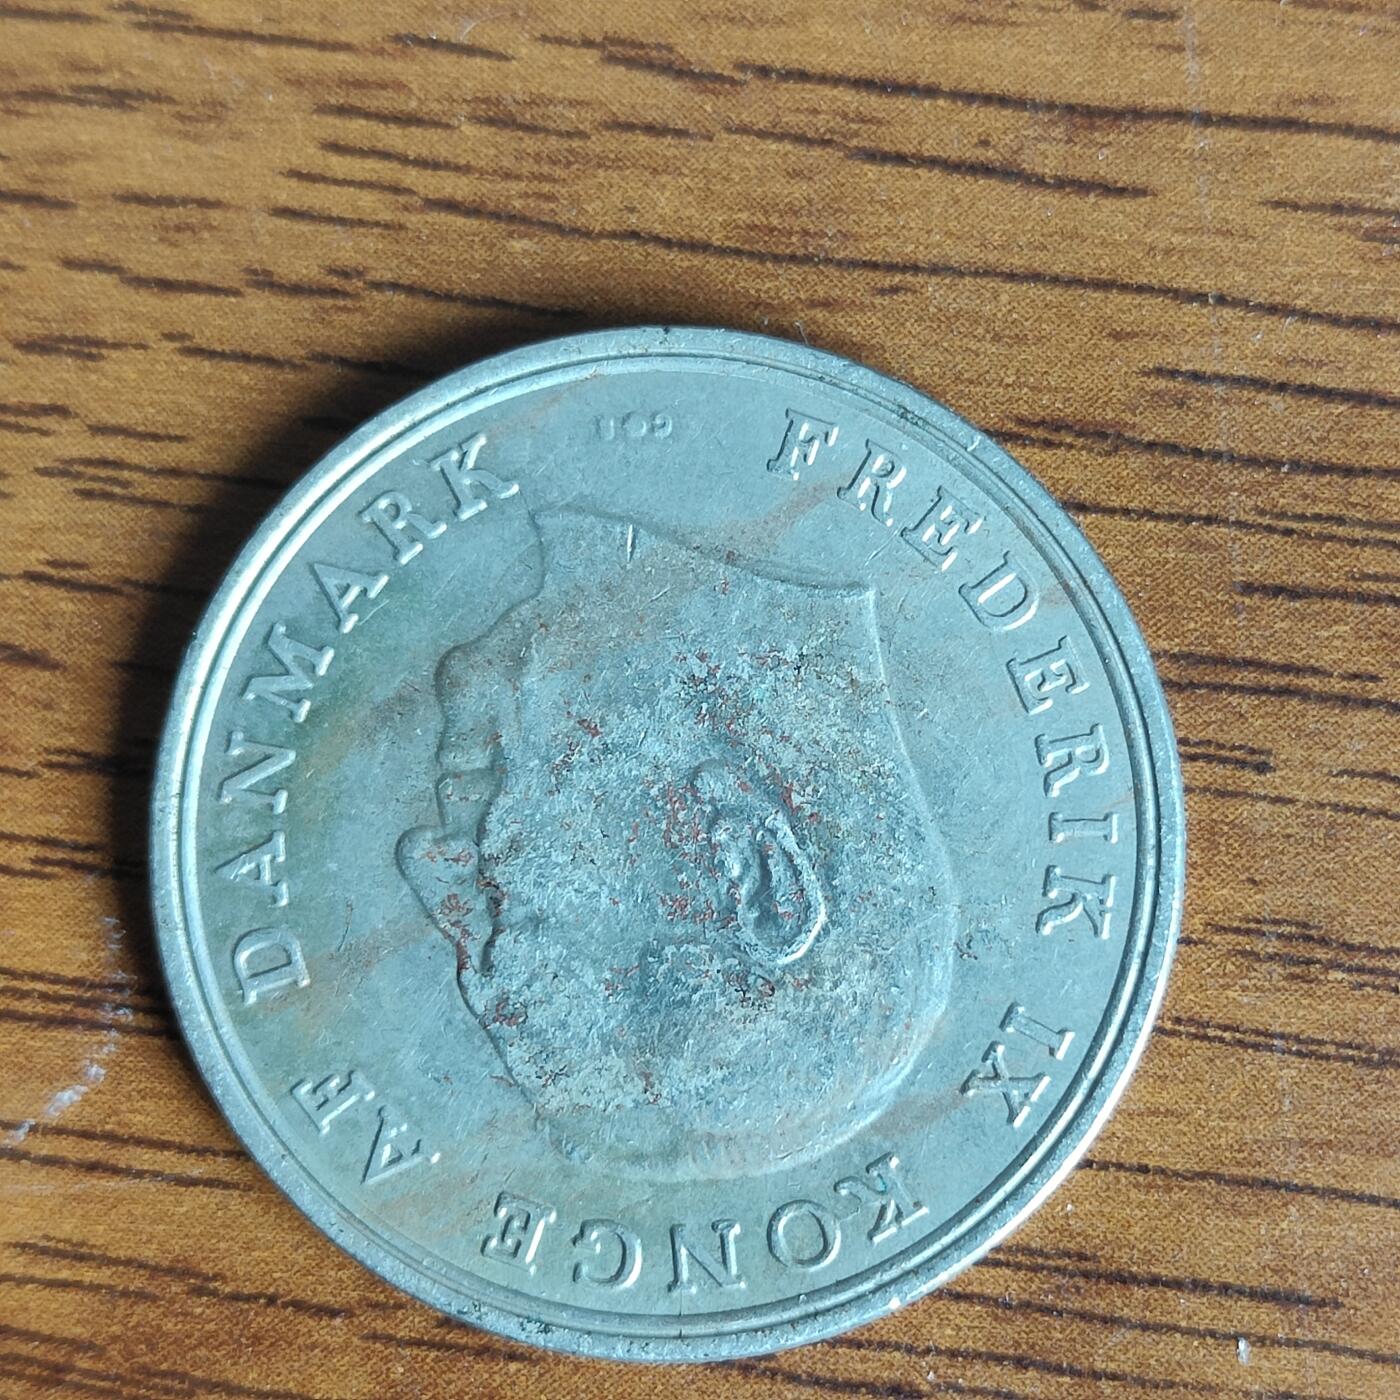 FREDERIK IX KONGE AF DANMARK